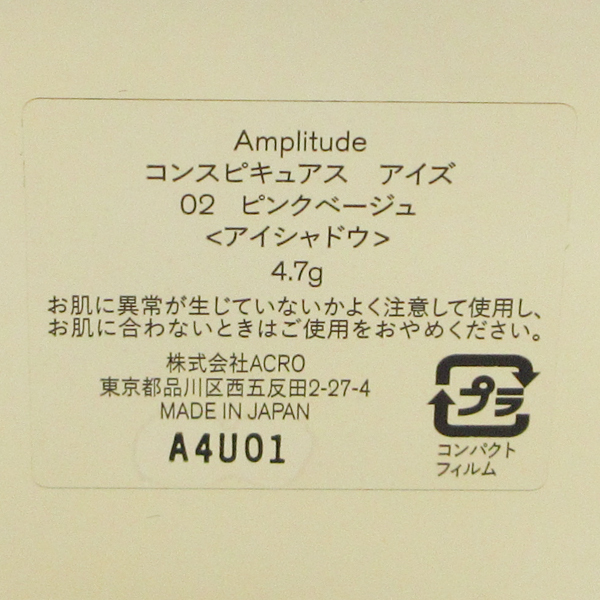 Amplitude
コンスピキュアス　アイズ
02　ピンクベージュ
<アイシャドウ>
4.7g
お肌に異常が生じていないかよく注意して使用し、
お肌に合わないときはご使用をおやめください。
株式会社ACRO
東京都品川区西五反田2-27-4
MADE IN JAPAN
A4U01
プラ
コンパクト
フィルム